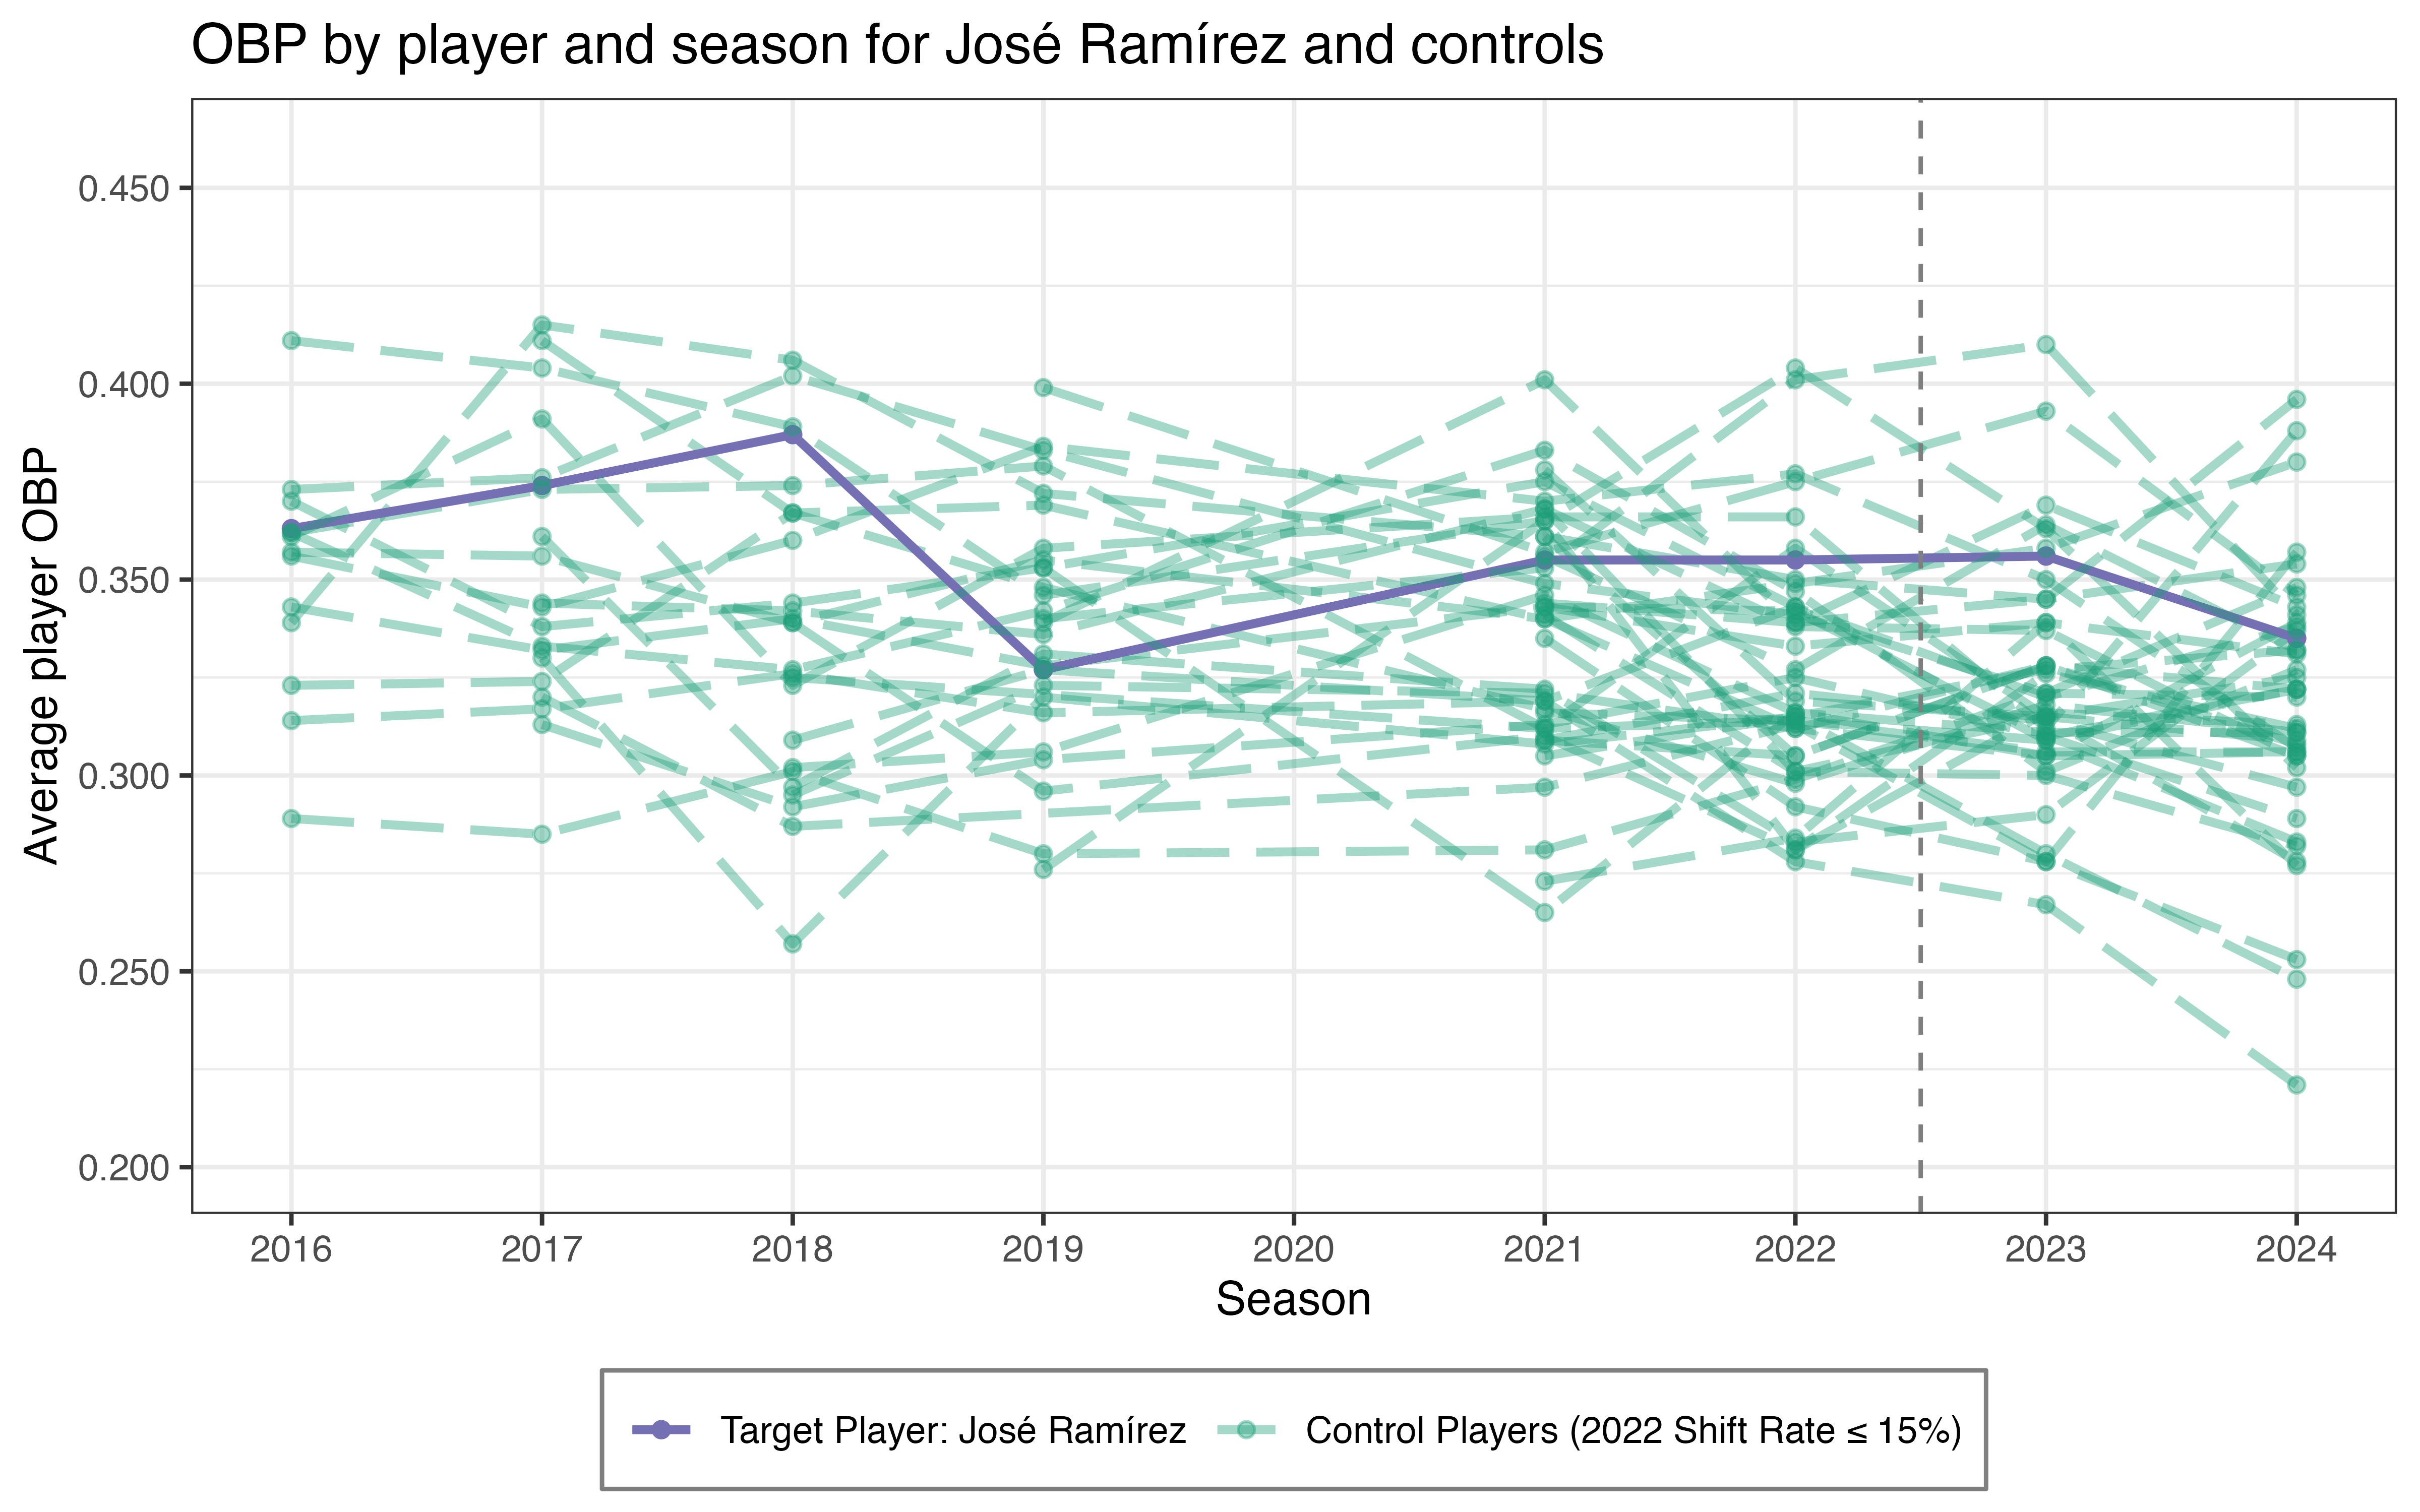 OBP by player and season for José Ramírez and controls
Average player OBP
0.450
0.400
0.350
0.300
0.250
0.200
2016 2017 2018 2019 2020 2021 2022 2023 2024
Season
Target Player: José Ramírez Control Players (2022 Shift Rate ≤ 15%)